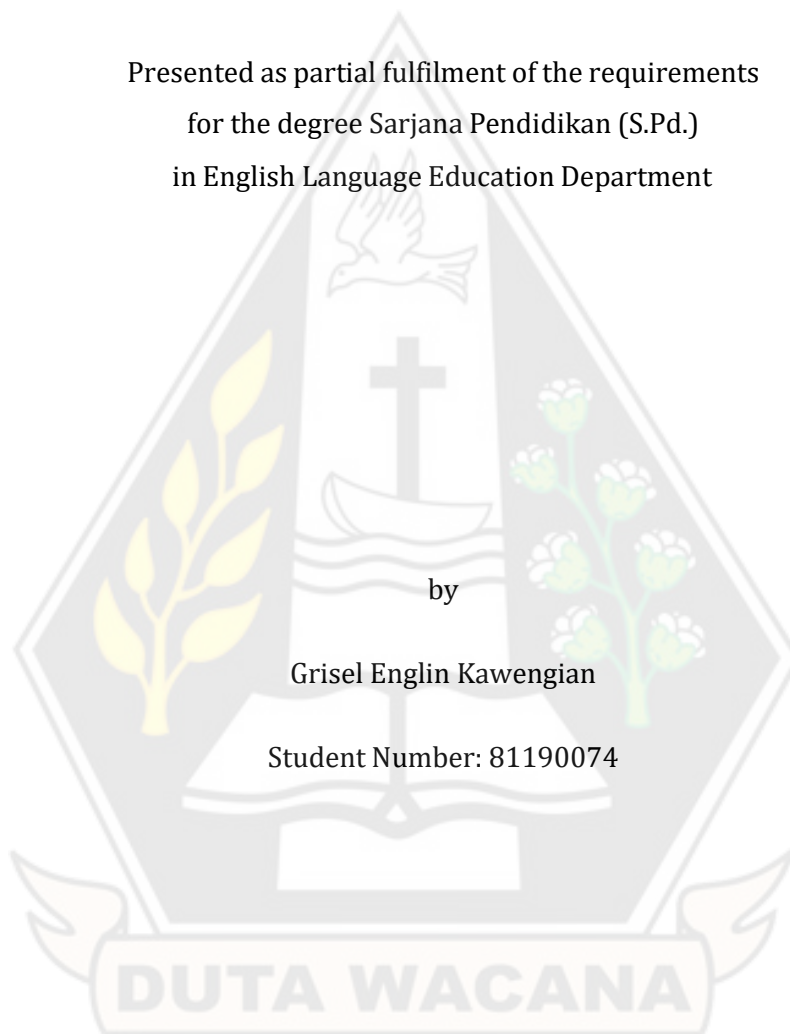 Presented as partial fulfilment of the requirements
for the degree Sarjana Pendidikan (S.Pd.)
in English Language Education Department
by
Grisel Englin Kawengian
Student Number: 81190074
DUTA WACANA